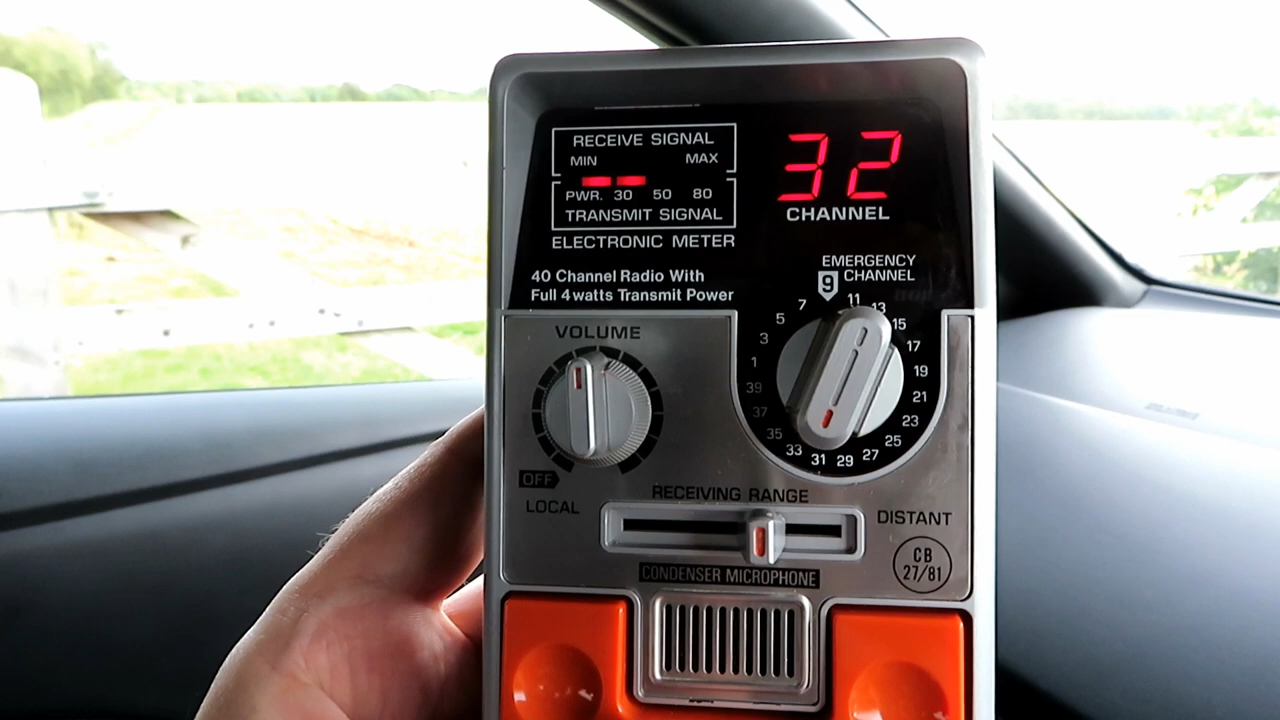 RECEIVE SIGNAL
MIN MAX
PWR. 30 50 80
TRANSMIT SIGNAL
ELECTRONIC METER
32
CHANNEL
40 Channel Radio With
Full 4 watts Transmit Power
EMERGENCY
CHANNEL
9
1 3 5 7 11 13 15 17 19 21 23 25 27 29 31 33 35 37 39
VOLUME
OFF
RECEIVING RANGE
LOCAL DISTANT
CB
27/81
CONDENSER MICROPHONE